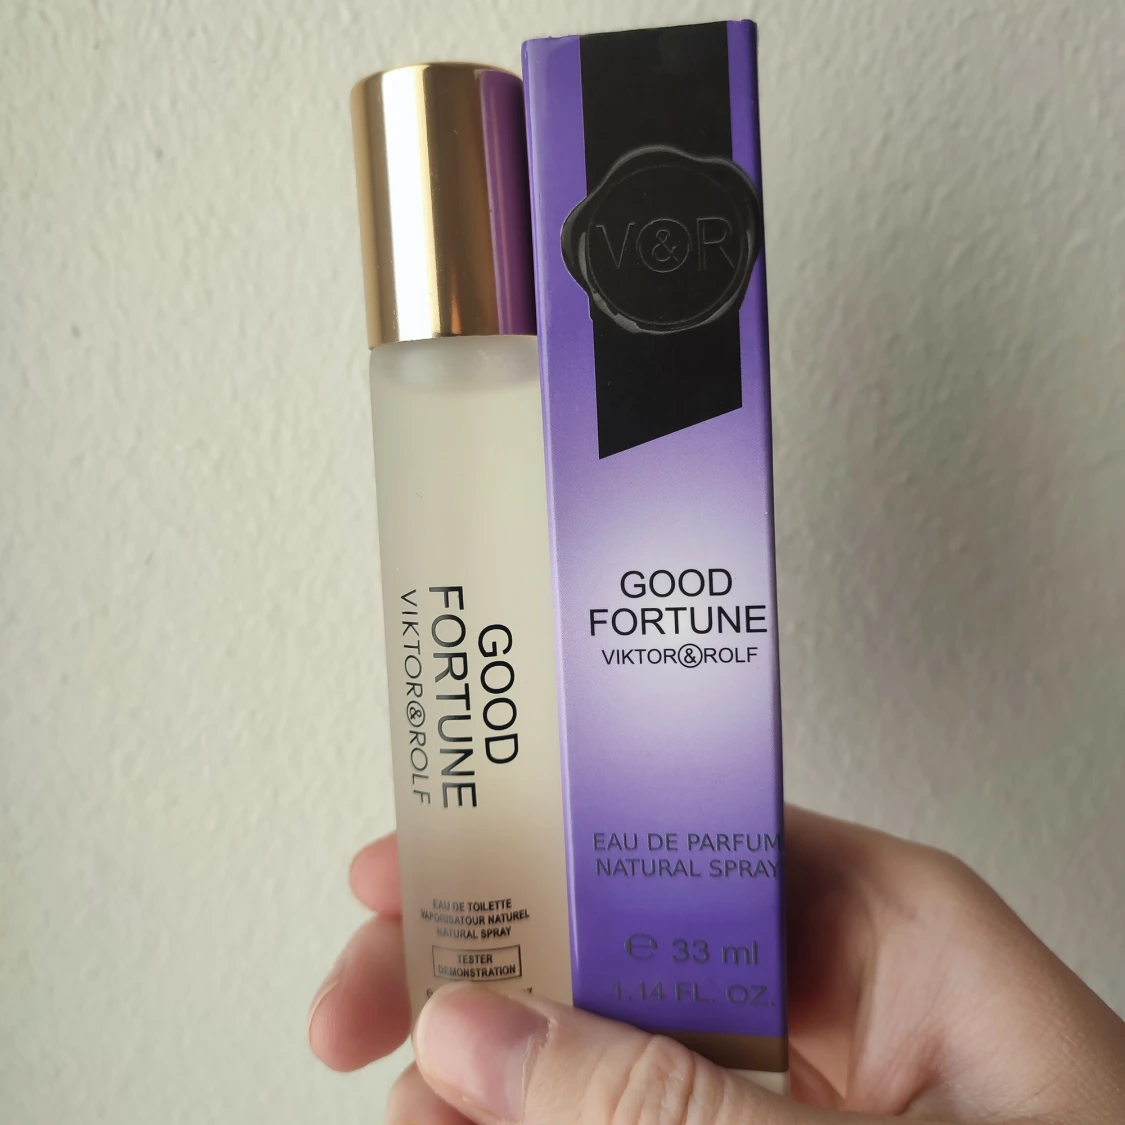 GOOD
FORTUNE
VIKTOR&ROLF
EAU DE TOILETTE
VAPORISATOUR NATUREL
NATURAL SPRAY
TESTER
DEMONSTRATION
V&R
GOOD
FORTUNE
VIKTOR&ROLF
EAU DE PARFUM
NATURAL SPRAY
e 33 ml
1.14 FL. OZ.